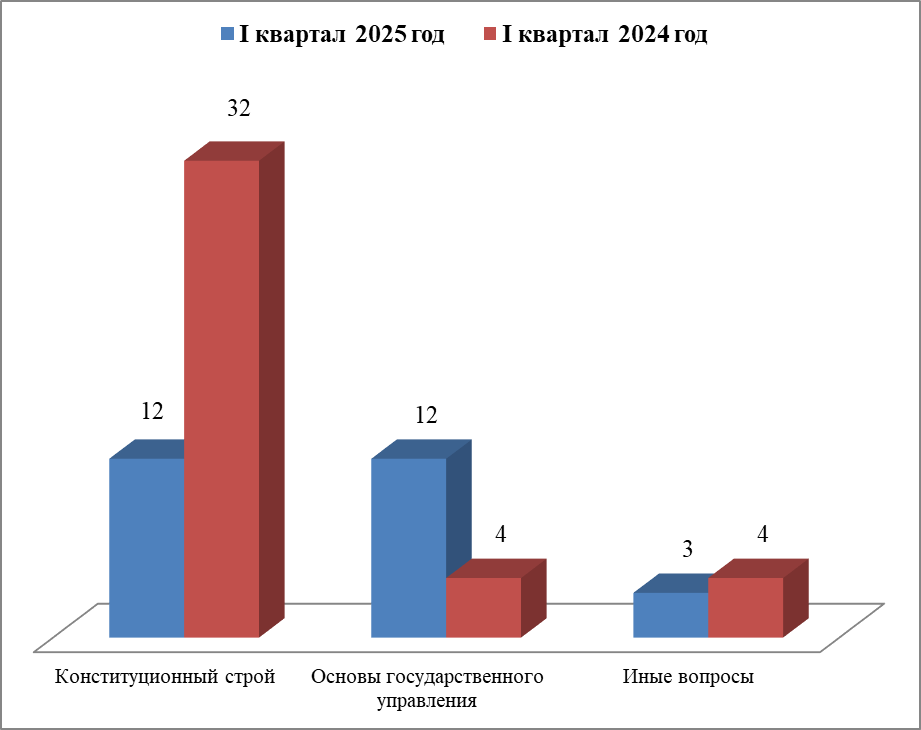 I квартал 2025 год
I квартал 2024 год
32
12
12
4
3
4
Конституционный строй
Основы государственного
управления
Иные вопросы